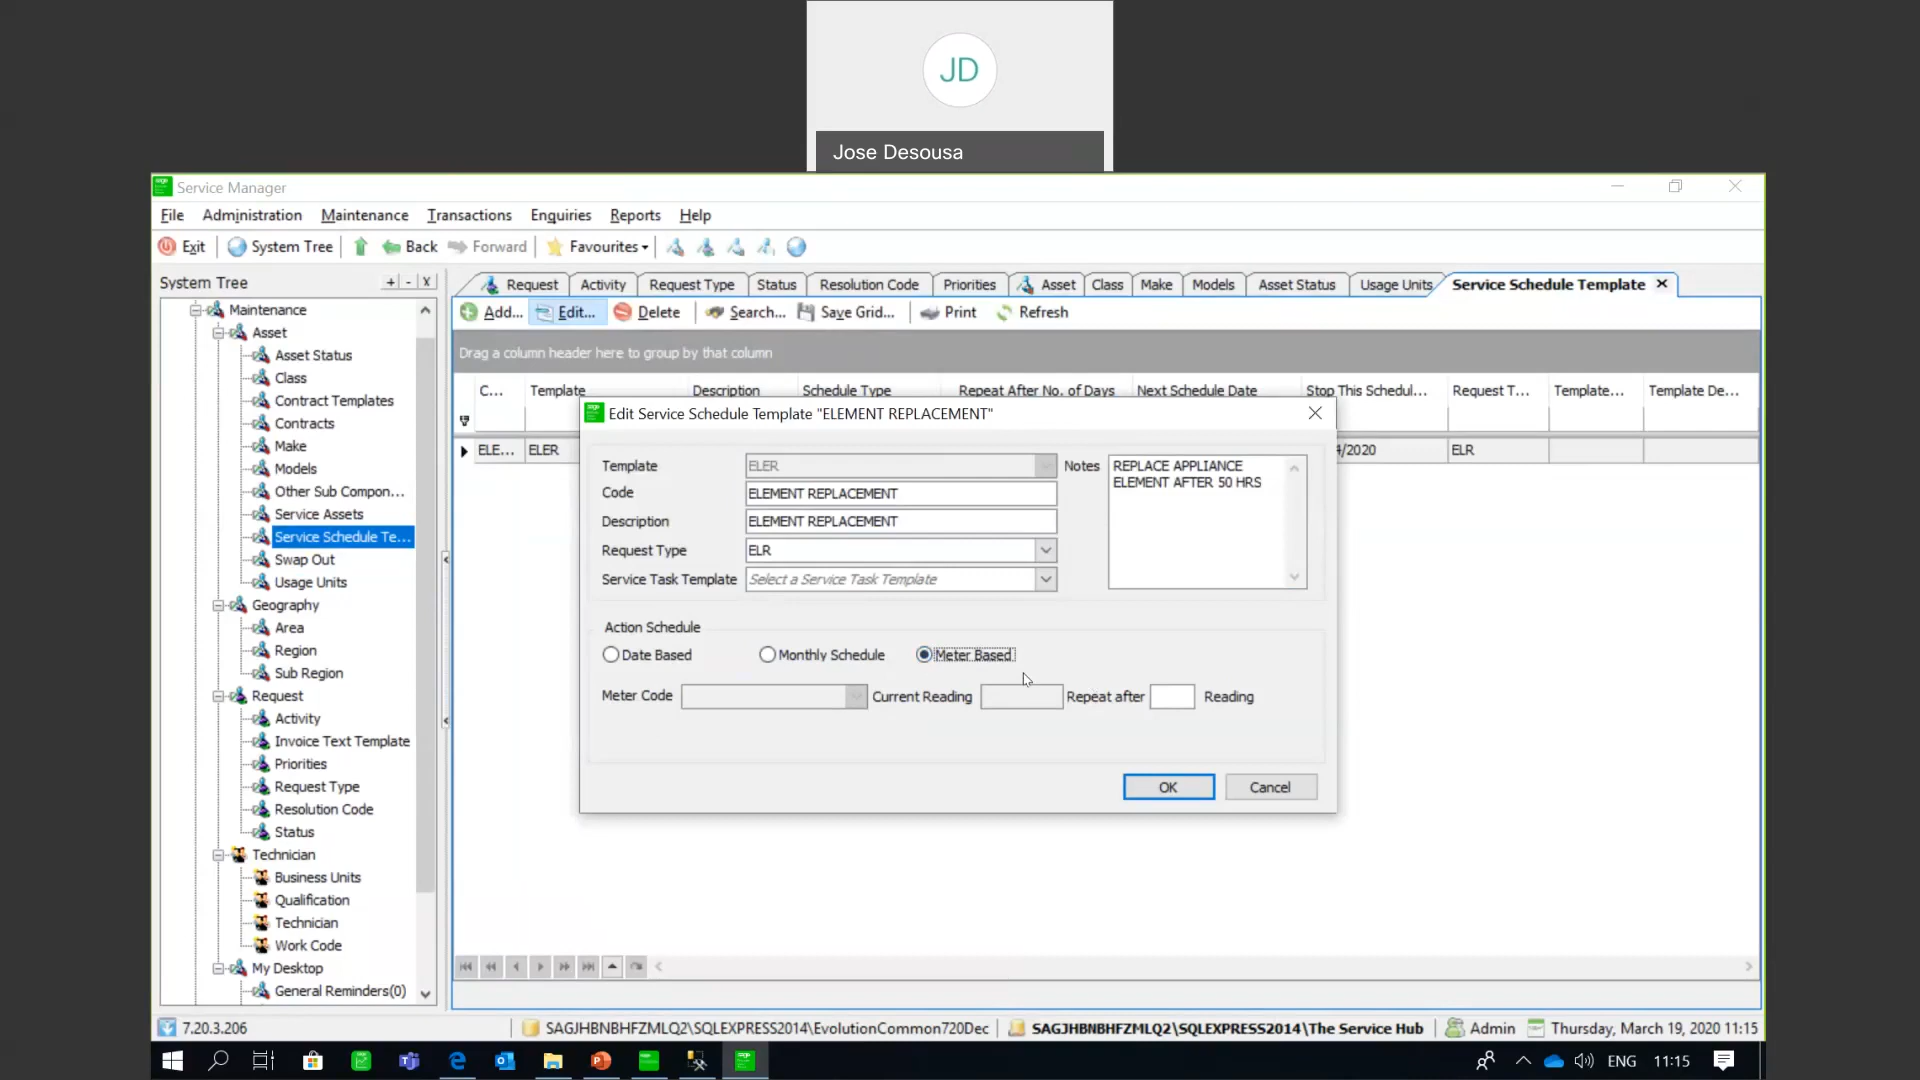 JD
Jose Desousa
Service Manager
File Administration Maintenance Transactions Enquiries Reports Help
Exit System Tree Back Forward Favourites
System Tree + - X
Request Activity Request Type Status Resolution Code Priorities Asset Class Make Models Asset Status Usage Units Service Schedule Template
Add... Edit... Delete Search... Save Grid... Print Refresh
Drag a column header here to group by that column
C... Template Description Schedule Type Repeat After No. of Days Next Schedule Date Stop This Schedul... Request T... Template... Template De...
ELE... ELER 4/2020 ELR
Maintenance
Asset
Asset Status
Class
Contract Templates
Contracts
Make
Models
Other Sub Compon...
Service Assets
Service Schedule Te...
Swap Out
Usage Units
Geography
Area
Region
Sub Region
Request
Activity
Invoice Text Template
Priorities
Request Type
Resolution Code
Status
Technician
Business Units
Qualification
Technician
Work Code
My Desktop
General Reminders(0)
Edit Service Schedule Template "ELEMENT REPLACEMENT"
Template ELER
Notes REPLACE APPLIANCE
ELEMENT AFTER 50 HRS
Code ELEMENT REPLACEMENT
Description ELEMENT REPLACEMENT
Request Type ELR
Service Task Template Select a Service Task Template
Action Schedule
Date Based Monthly Schedule Meter Based
Meter Code Current Reading Repeat after Reading
OK Cancel
7.20.3.206 SAGJHBNBHFZMLQ2\SQLEXPRESS2014\EvolutionCommon720Dec SAGJHBNBHFZMLQ2\SQLEXPRESS2014\The Service Hub Admin Thursday, March 19, 2020 11:15
ENG 11:15